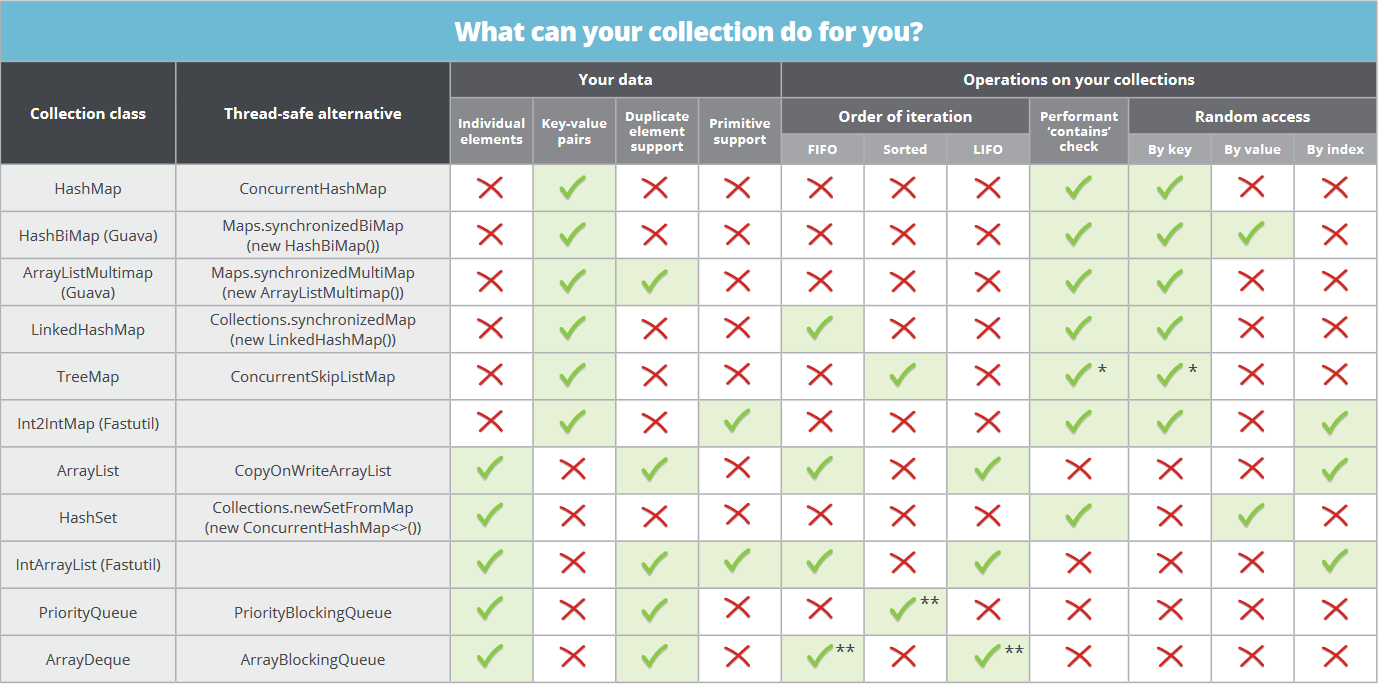 What can your collection do for you?
Collection class
Thread-safe alternative
Your data
Operations on your collections
Individual
elements
Key-value
pairs
Duplicate
element
support
Primitive
support
Order of iteration
FIFO
Sorted
LIFO
Performant
‘contains’
check
Random access
By key
By value
By index
HashMap
ConcurrentHashMap
HashBiMap (Guava)
Maps.synchronizedBiMap
(new HashBiMap())
ArrayListMultimap
(Guava)
Maps.synchronizedMultiMap
(new ArrayListMultimap())
LinkedHashMap
Collections.synchronizedMap
(new LinkedHashMap())
TreeMap
ConcurrentSkipListMap
*
*
Int2IntMap (Fastutil)
ArrayList
CopyOnWriteArrayList
HashSet
Collections.newSetFromMap
(new ConcurrentHashMap<>())
IntArrayList (Fastutil)
PriorityQueue
PriorityBlockingQueue
**
ArrayDeque
ArrayBlockingQueue
**
**